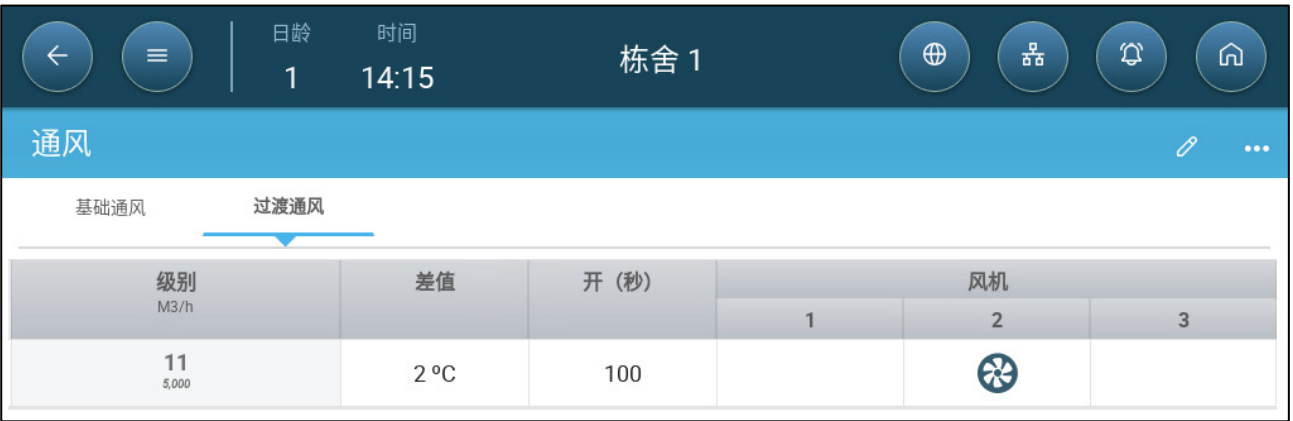 日龄 时间
1 14:15 栋舍 1
通风
基础通风 过渡通风
级别 差值 开（秒） 风机
M3/h
1 2 3
11 2 ºC 100
5,000